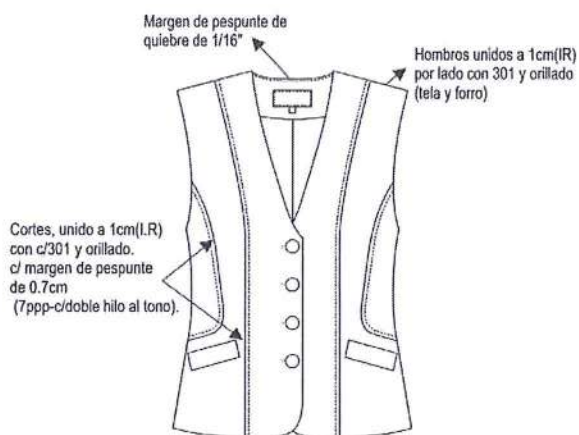 Margen de pespunte de
quiebre de 1/16"
Hombros unidos a 1cm(IR)
por lado con 301 y orillado
(tela y forro)
Cortes, unido a 1cm(I.R)
con c/301 y orillado.
c/ margen de pespunte
de 0.7cm
(7ppp-c/doble hilo al tono).